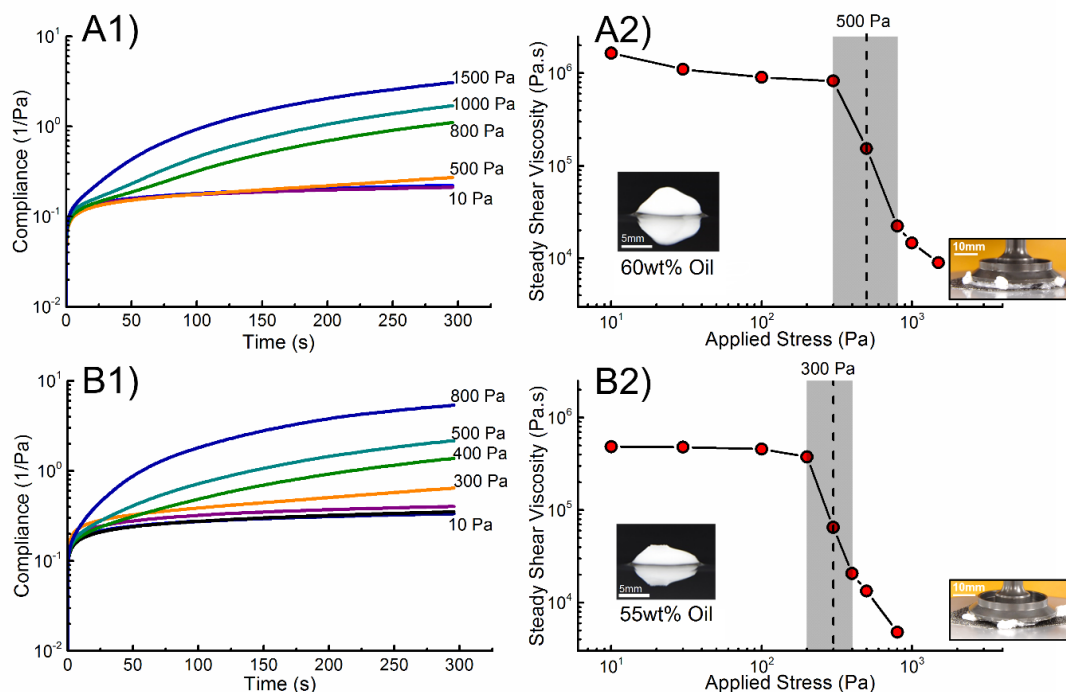 A1)
10¹
10⁰
10⁻¹
10⁻²
Compliance (1/Pa)
1500 Pa
1000 Pa
800 Pa
500 Pa
10 Pa
0 50 100 150 200 250 300
Time (s)
A2)
500 Pa
10⁶
10⁵
10⁴
Steady Shear Viscosity (Pa.s)
5mm
60wt% Oil
10mm
10¹ 10² 10³
Applied Stress (Pa)
B1)
10¹
10⁰
10⁻¹
10⁻²
Compliance (1/Pa)
800 Pa
500 Pa
400 Pa
300 Pa
10 Pa
0 50 100 150 200 250 300
Time (s)
B2)
300 Pa
10⁶
10⁵
10⁴
Steady Shear Viscosity (Pa.s)
5mm
55wt% Oil
10mm
10¹ 10² 10³
Applied Stress (Pa)